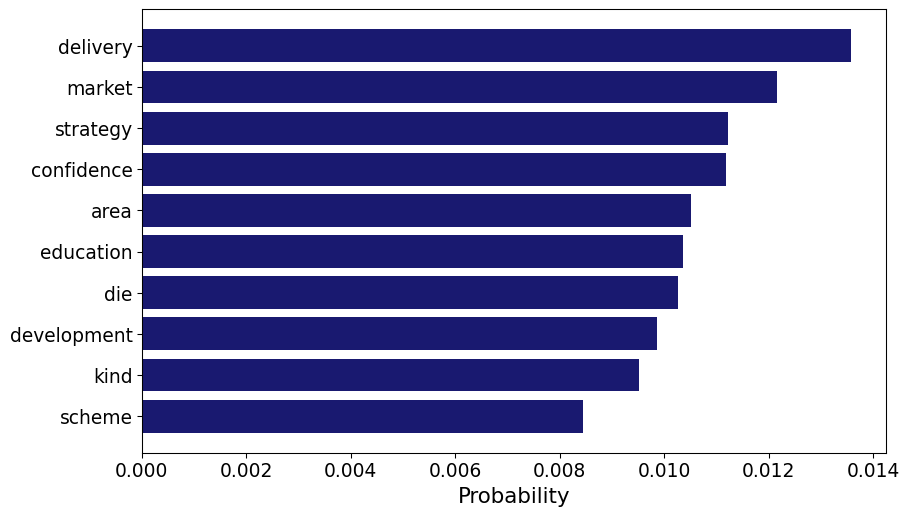 delivery
market
strategy
confidence
area
education
die
development
kind
scheme
0.000 0.002 0.004 0.006 0.008 0.010 0.012 0.014
Probability